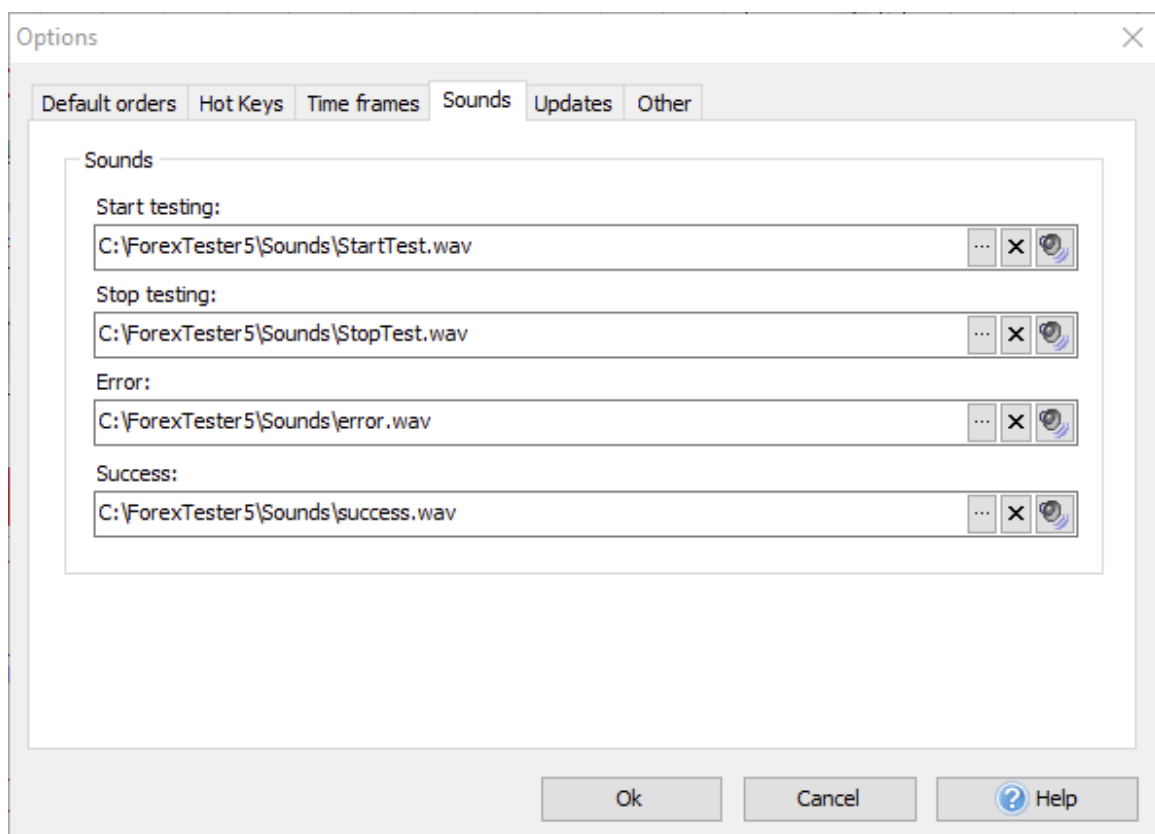 Options
Default orders Hot Keys Time frames Sounds Updates Other
Sounds
Start testing:
C:\ForexTester5\Sounds\StartTest.wav
Stop testing:
C:\ForexTester5\Sounds\StopTest.wav
Error:
C:\ForexTester5\Sounds\error.wav
Success:
C:\ForexTester5\Sounds\success.wav
Ok Cancel Help